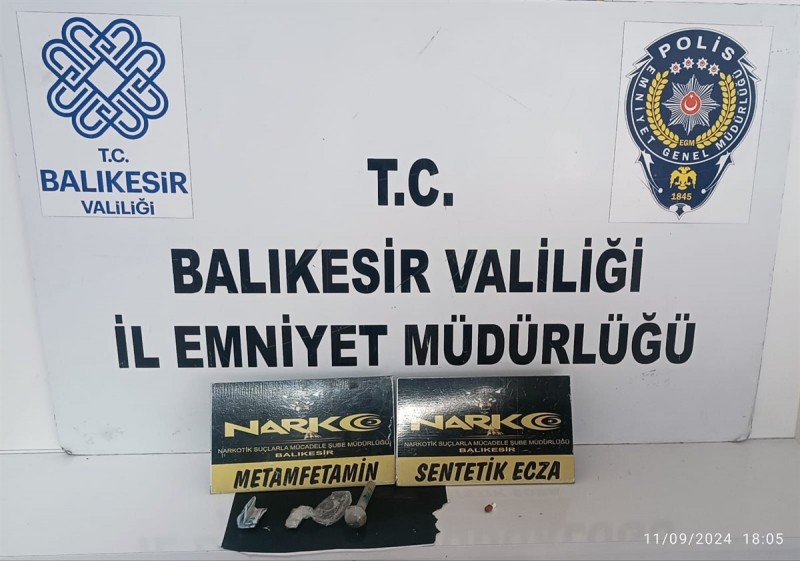 T.C.
BALIKESİR
VALİLİĞİ
POLİS
EMNİYET GENEL MÜDÜRLÜĞÜ
EGM
1845
T.C.
BALIKESİR VALİLİĞİ
İL EMNİYET MÜDÜRLÜĞÜ
NARKO
NARKOTİK SUÇLARLA MÜCADELE ŞUBE MÜDÜRLÜĞÜ
BALIKESİR
METAMFETAMİN
NARKO
NARKOTİK SUÇLARLA MÜCADELE ŞUBE MÜDÜRLÜĞÜ
BALIKESİR
SENTETİK ECZA
11/09/2024 18:05